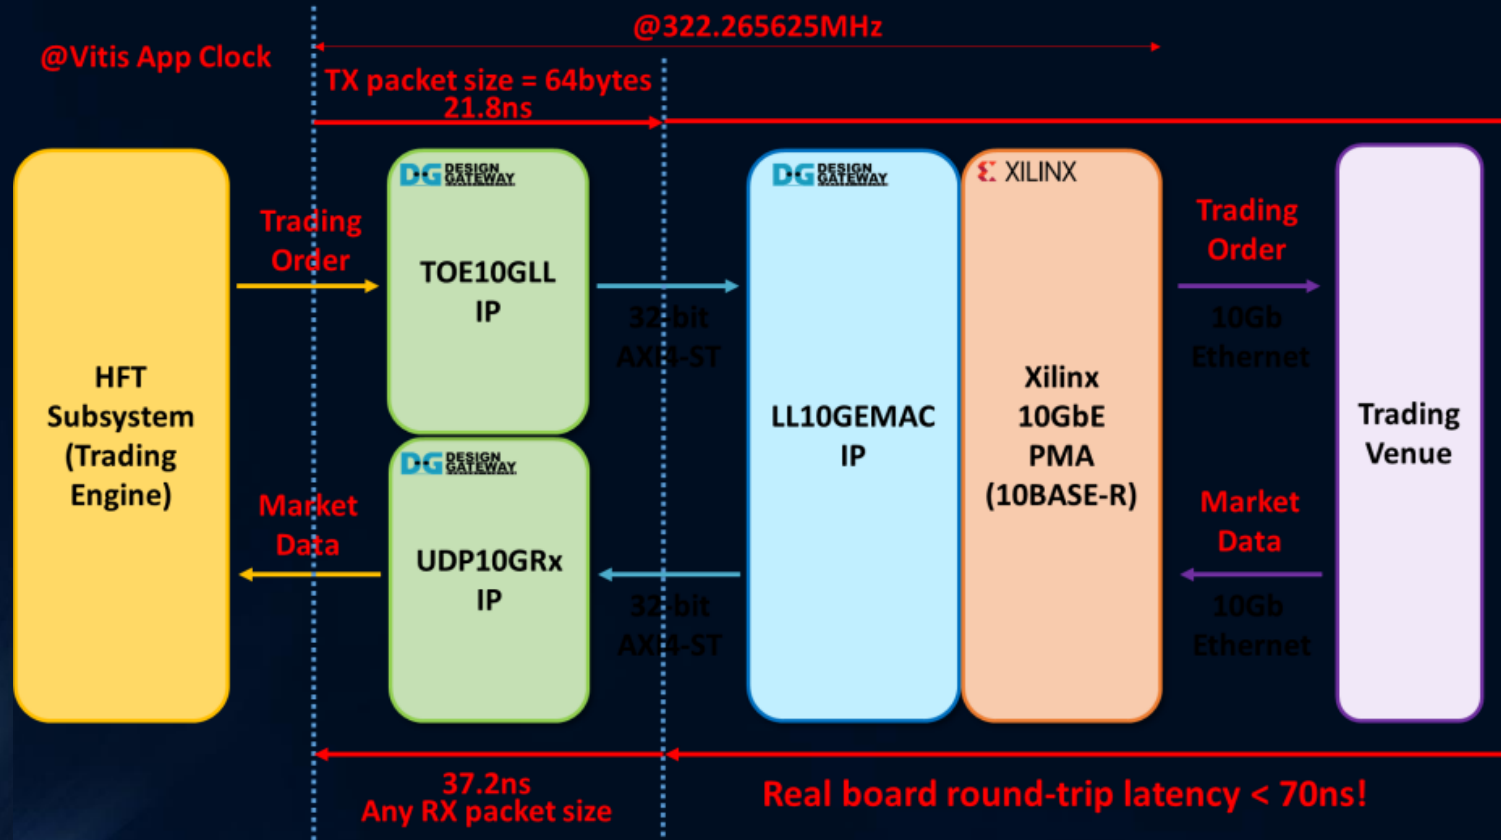 @322.265625MHz
@Vitis App Clock
TX packet size = 64bytes
21.8ns
DG DESIGN
GATEWAY
DG DESIGN
GATEWAY
XILINX
Trading
Order
TOE10GLL
IP
32-bit
AXI4-ST
Trading
Order
10Gb
Ethernet
HFT
Subsystem
(Trading
Engine)
LL10GEMAC
IP
Xilinx
10GbE
PMA
(10BASE-R)
Trading
Venue
DG DESIGN
GATEWAY
Market
Data
UDP10GRx
IP
32-bit
AXI4-ST
Market
Data
10Gb
Ethernet
37.2ns
Any RX packet size
Real board round-trip latency < 70ns!